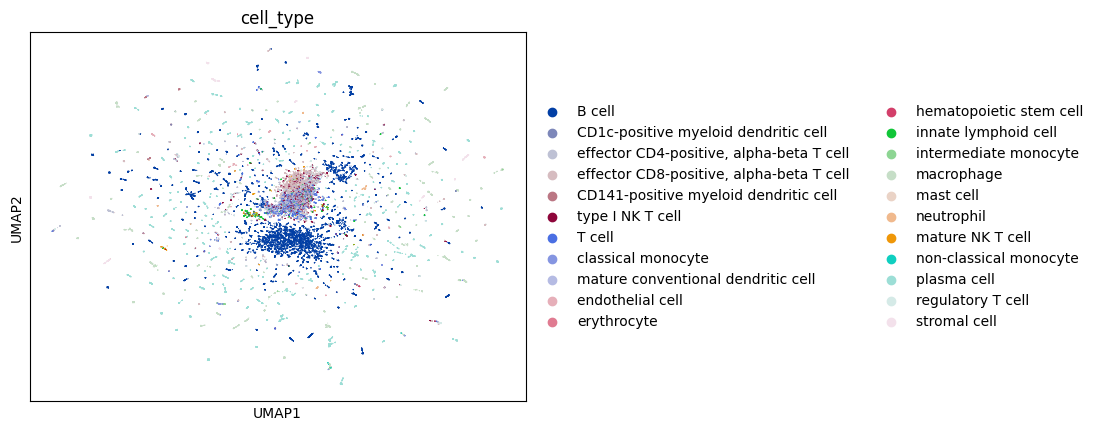 cell_type
UMAP2
UMAP1
B cell
CD1c-positive myeloid dendritic cell
effector CD4-positive, alpha-beta T cell
effector CD8-positive, alpha-beta T cell
CD141-positive myeloid dendritic cell
type I NK T cell
T cell
classical monocyte
mature conventional dendritic cell
endothelial cell
erythrocyte
hematopoietic stem cell
innate lymphoid cell
intermediate monocyte
macrophage
mast cell
neutrophil
mature NK T cell
non-classical monocyte
plasma cell
regulatory T cell
stromal cell